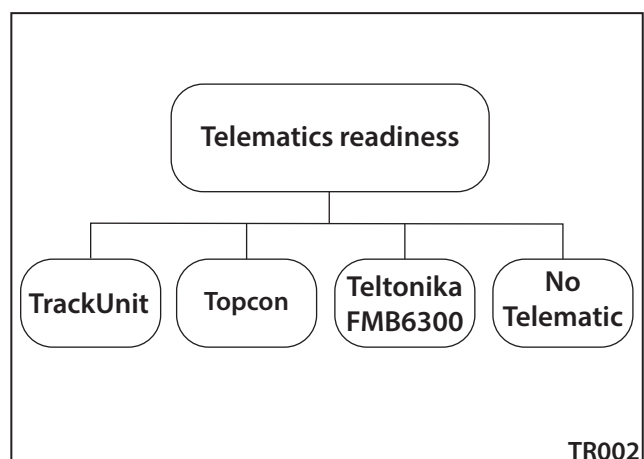 Telematics readiness
TrackUnit
Topcon
Teltonika
FMB6300
No
Telematic
TR002